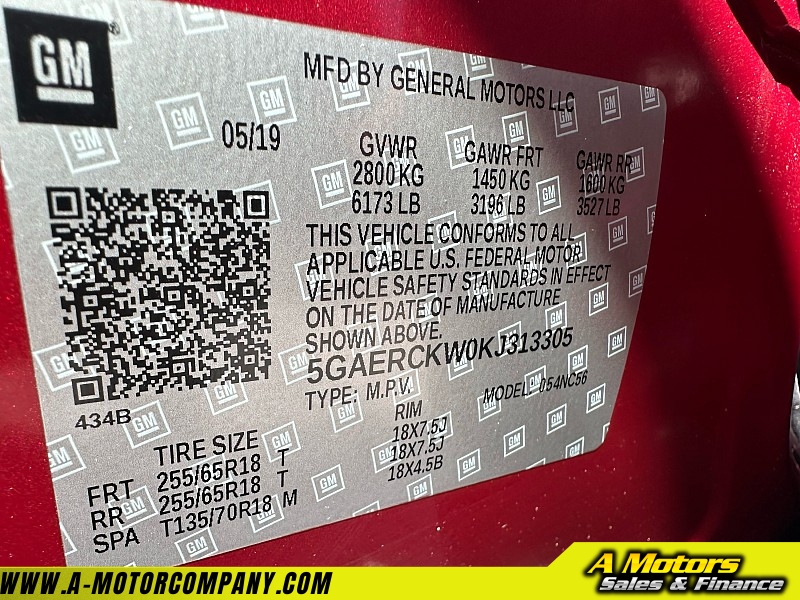 GM
MFD BY GENERAL MOTORS LLC
05/19
GVWR GAWR FRT GAWR RR
2800 KG 1450 KG 1600 KG
6173 LB 3196 LB 3527 LB
THIS VEHICLE CONFORMS TO ALL
APPLICABLE U.S. FEDERAL MOTOR
VEHICLE SAFETY STANDARDS IN EFFECT
ON THE DATE OF MANUFACTURE
SHOWN ABOVE.
5GAERCKW0KJ313305
TYPE: M.P.V. MODEL:
434B
TIRE SIZE RIM
FRT 255/65R18 T 18X7.5J
RR 255/65R18 T 18X7.5J
SPA T135/70R18 M 18X4.5B
WWW.A-MOTORCOMPANY.COM
A Motors
Sales & Finance